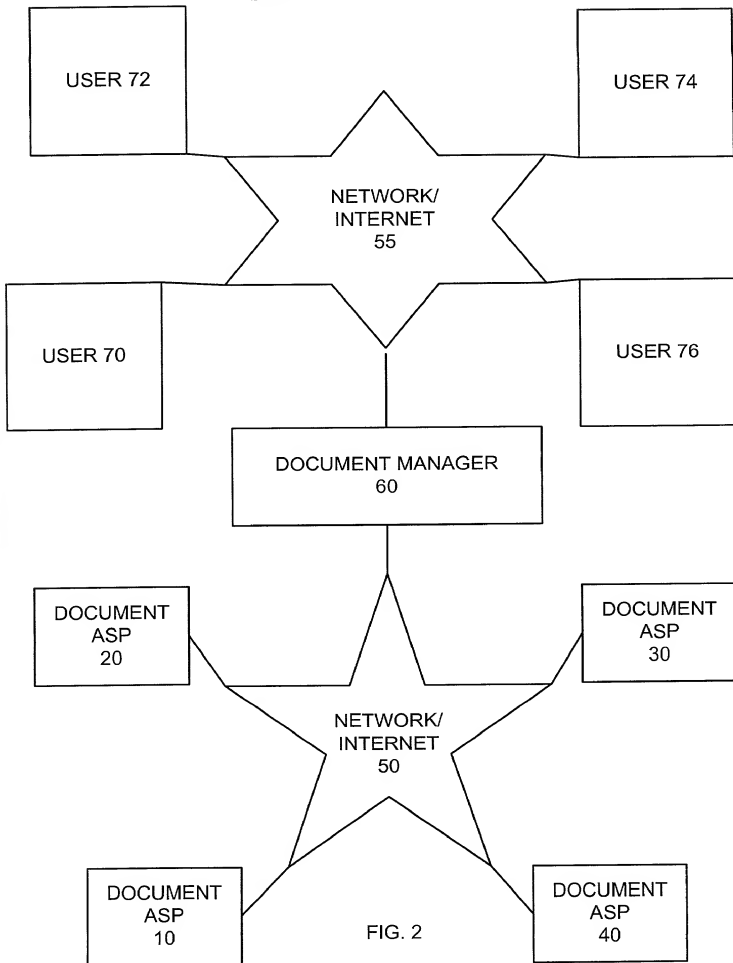 USER 72
USER 74
NETWORK/
INTERNET
55
USER 70
USER 76
DOCUMENT MANAGER
60
DOCUMENT
ASP
20
DOCUMENT
ASP
30
NETWORK/
INTERNET
50
DOCUMENT
ASP
10
DOCUMENT
ASP
40
FIG. 2